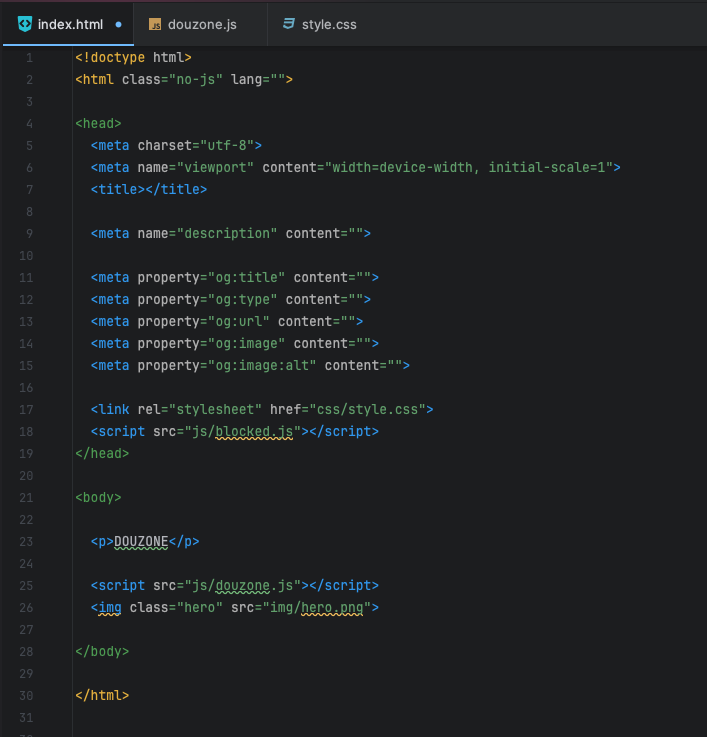 index.html
douzone.js
style.css
1 <!doctype html>
2 <html class="no-js" lang="">
3
4 <head>
5 <meta charset="utf-8">
6 <meta name="viewport" content="width=device-width, initial-scale=1">
7 <title></title>
8
9 <meta name="description" content="">
10
11 <meta property="og:title" content="">
12 <meta property="og:type" content="">
13 <meta property="og:url" content="">
14 <meta property="og:image" content="">
15 <meta property="og:image:alt" content="">
16
17 <link rel="stylesheet" href="css/style.css">
18 <script src="js/blocked.js"></script>
19 </head>
20
21 <body>
22
23 <p>DOUZONE</p>
24
25 <script src="js/douzone.js"></script>
26 <img class="hero" src="img/hero.png">
27
28 </body>
29
30 </html>
31